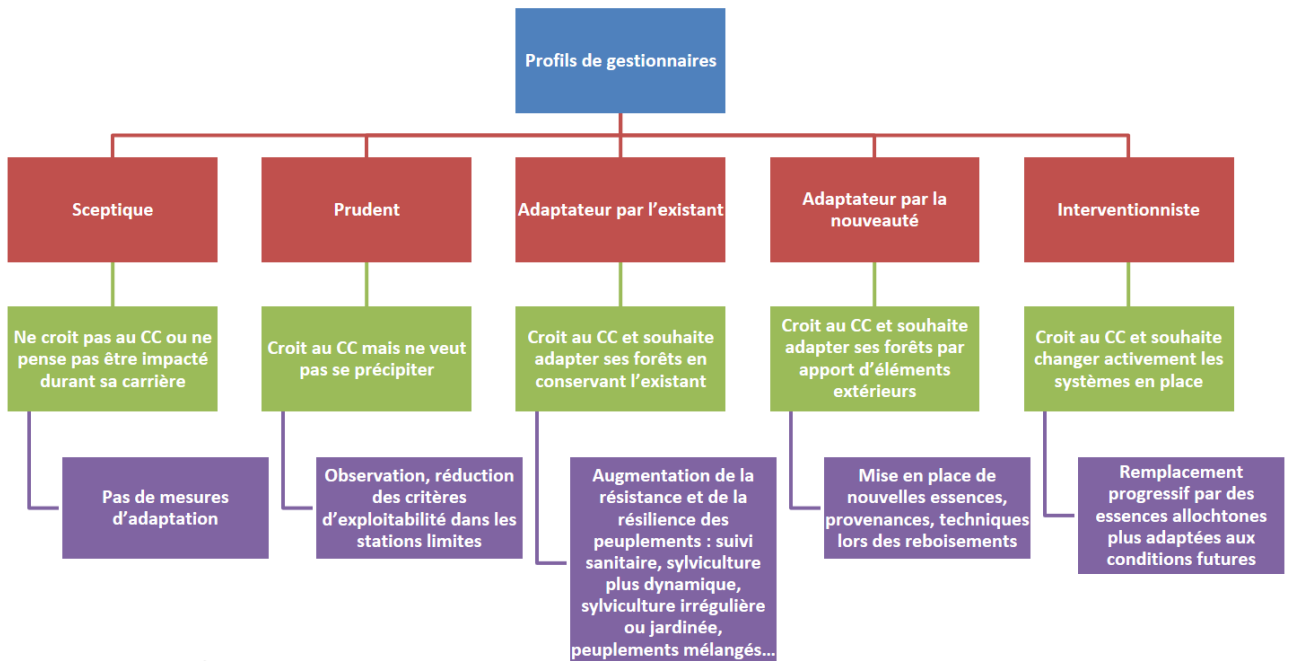 Profils de gestionnaires
Sceptique
Prudent
Adaptateur par l'existant
Adaptateur par la
nouveauté
Interventionniste
Ne croit pas au CC ou ne
pense pas être impacté
durant sa carrière
Croit au CC mais ne veut
pas se précipiter
Croit au CC et souhaite
adapter ses forêts en
conservant l'existant
Croit au CC et souhaite
adapter ses forêts par
apport d'éléments
extérieurs
Croit au CC et souhaite
changer activement les
systèmes en place
Pas de mesures
d'adaptation
Observation, réduction
des critères
d'exploitabilité dans les
stations limites
Augmentation de la
résistance et de la
résilience des
peuplements : suivi
sanitaire, sylviculture
plus dynamique,
sylviculture irrégulière
ou jardinée,
peuplements mélangés...
Mise en place de
nouvelles essences,
provenances, techniques
lors des reboisements
Remplacement
progressif par des
essences allochtones
plus adaptées aux
conditions futures